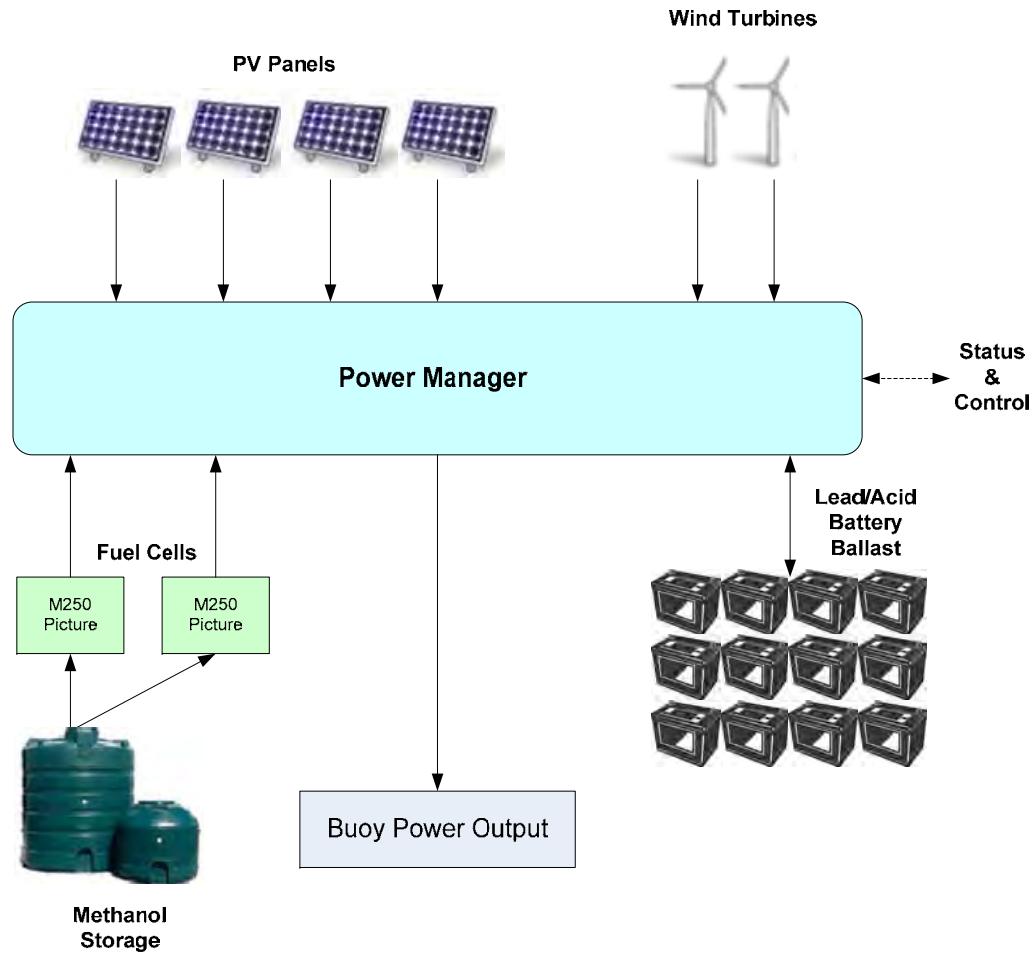 Wind Turbines
PV Panels
Power Manager
Status
&
Control
Lead/Acid
Battery
Ballast
Fuel Cells
M250
Picture
M250
Picture
Buoy Power Output
Methanol
Storage